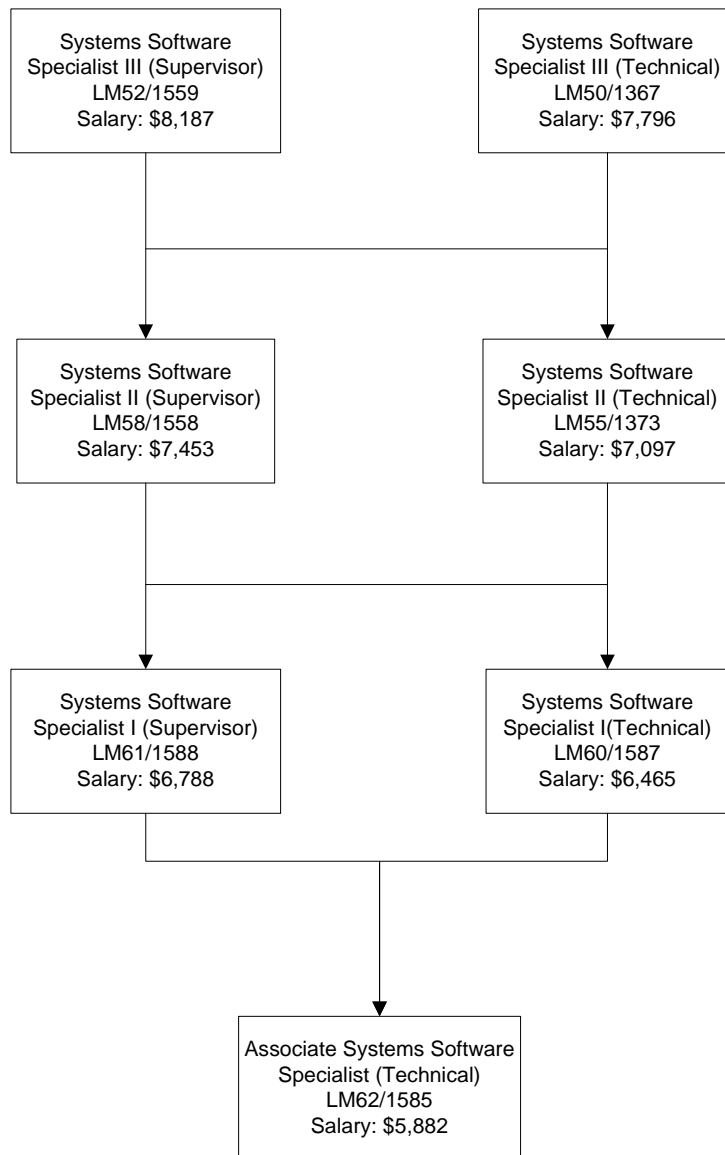 Systems Software
Specialist III (Supervisor)
LM52/1559
Salary: $8,187
Systems Software
Specialist III (Technical)
LM50/1367
Salary: $7,796
Systems Software
Specialist II (Supervisor)
LM58/1558
Salary: $7,453
Systems Software
Specialist II (Technical)
LM55/1373
Salary: $7,097
Systems Software
Specialist I (Supervisor)
LM61/1588
Salary: $6,788
Systems Software
Specialist I(Technical)
LM60/1587
Salary: $6,465
Associate Systems Software
Specialist (Technical)
LM62/1585
Salary: $5,882